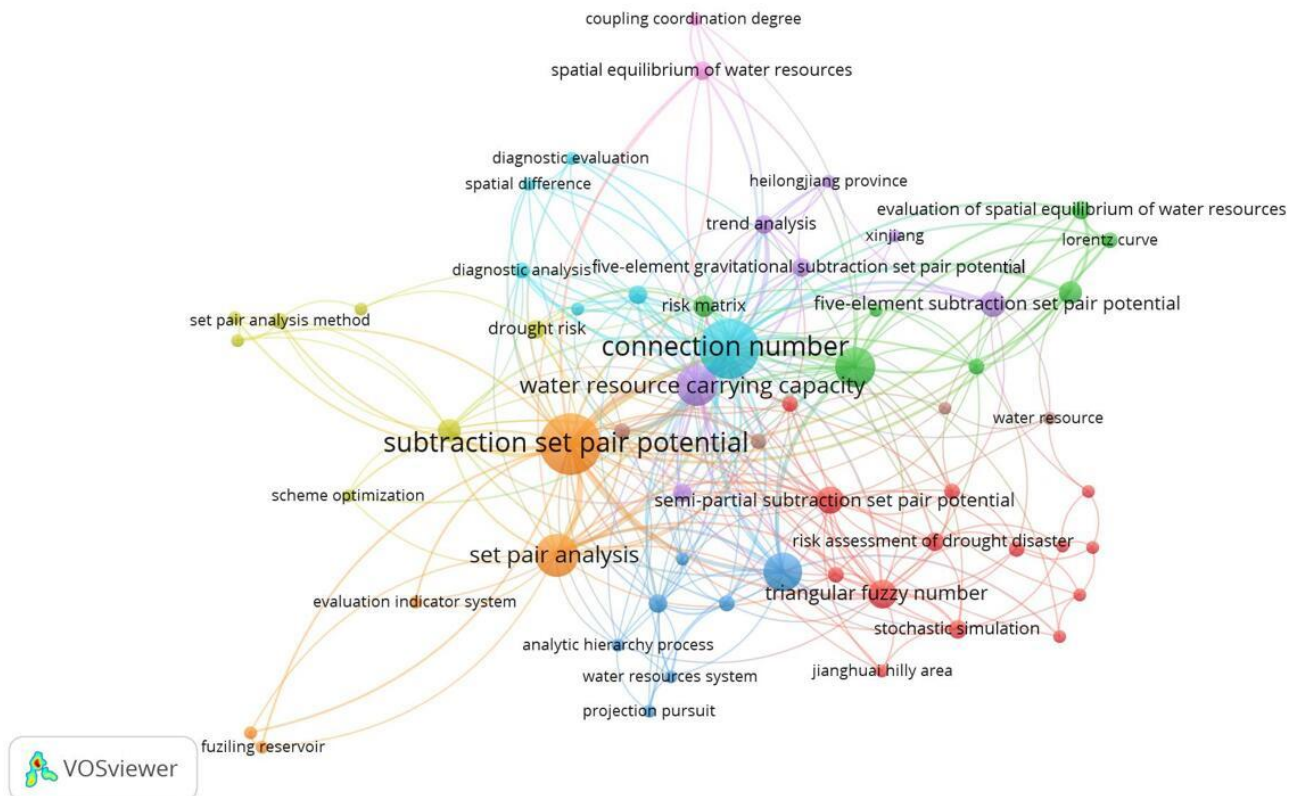 coupling coordination degree
spatial equilibrium of water resources
diagnostic evaluation
spatial difference
heilongjiang province
evaluation of spatial equilibrium of water resources
trend analysis
xinjiang
lorentz curve
diagnostic analysis
five-element gravitational subtraction set pair potential
risk matrix
five-element subtraction set pair potential
set pair analysis method
drought risk
connection number
water resource carrying capacity
water resource
subtraction set pair potential
scheme optimization
semi-partial subtraction set pair potential
risk assessment of drought disaster
set pair analysis
triangular fuzzy number
evaluation indicator system
stochastic simulation
analytic hierarchy process
jianghuai hilly area
water resources system
projection pursuit
fuziling reservoir
VOSviewer